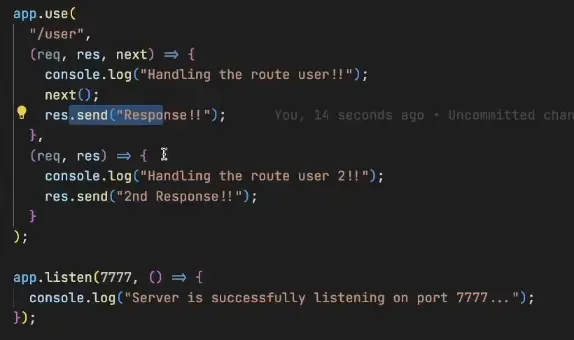 app.use(
"/user",
(req, res, next) => {
console.log("Handling the route user!!");
next();
res.send("Response!!"); You, 14 seconds ago • Uncommitted chan
},
(req, res) => {
console.log("Handling the route user 2!!");
res.send("2nd Response!!");
}
);
app.listen(7777, () => {
console.log("Server is successfully listening on port 7777...");
});